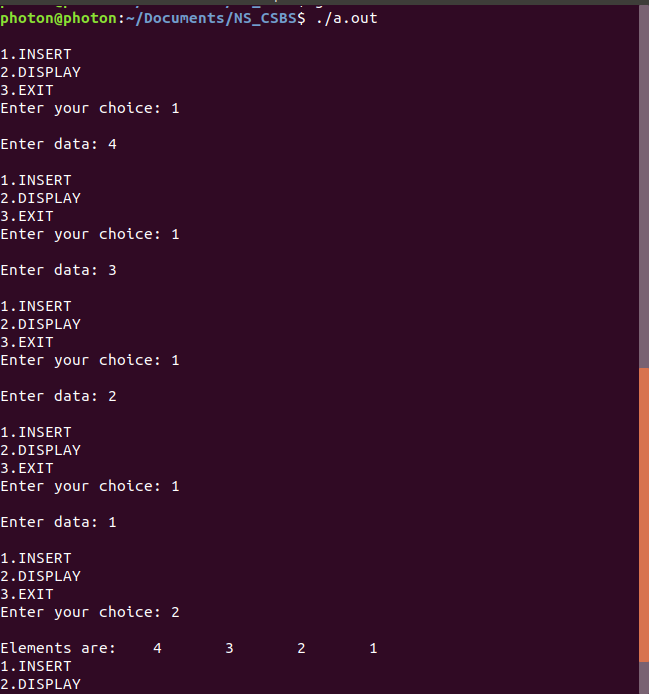 photon@photon:~/Documents/NS_CSBS$ ./a.out
1.INSERT
2.DISPLAY
3.EXIT
Enter your choice: 1
Enter data: 4
1.INSERT
2.DISPLAY
3.EXIT
Enter your choice: 1
Enter data: 3
1.INSERT
2.DISPLAY
3.EXIT
Enter your choice: 1
Enter data: 2
1.INSERT
2.DISPLAY
3.EXIT
Enter your choice: 1
Enter data: 1
1.INSERT
2.DISPLAY
3.EXIT
Enter your choice: 2
Elements are: 4 3 2 1
1.INSERT
2.DISPLAY